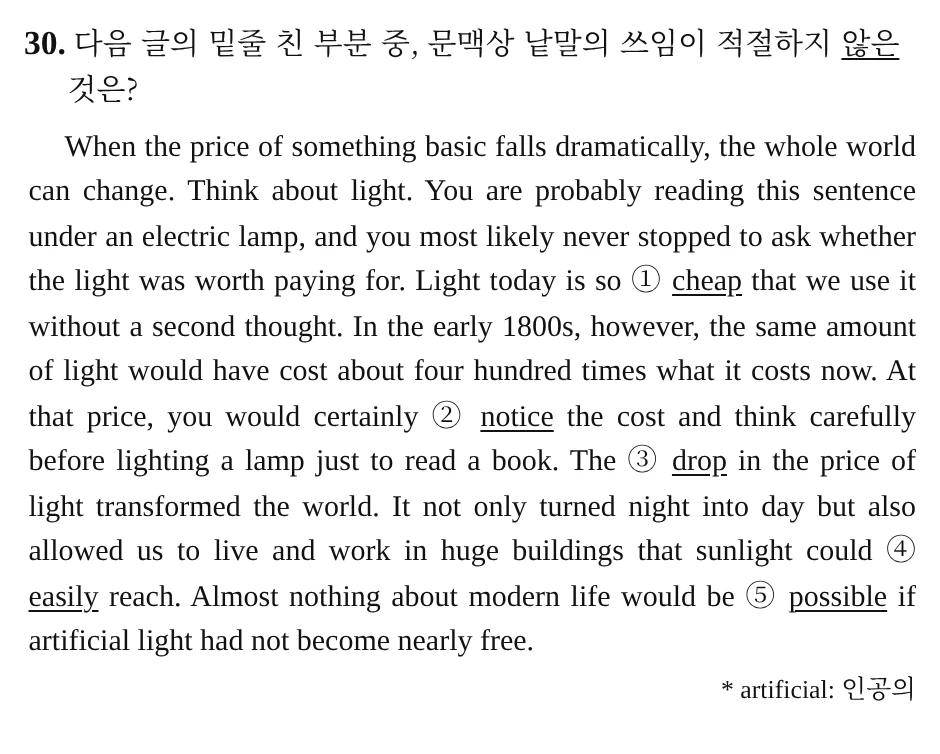 30. 다음 글의 밑줄 친 부분 중, 문맥상 낱말의 쓰임이 적절하지 않은
것은?
When the price of something basic falls dramatically, the whole world
can change. Think about light. You are probably reading this sentence
under an electric lamp, and you most likely never stopped to ask whether
the light was worth paying for. Light today is so ① cheap that we use it
without a second thought. In the early 1800s, however, the same amount
of light would have cost about four hundred times what it costs now. At
that price, you would certainly ② notice the cost and think carefully
before lighting a lamp just to read a book. The ③ drop in the price of
light transformed the world. It not only turned night into day but also
allowed us to live and work in huge buildings that sunlight could ④
easily reach. Almost nothing about modern life would be ⑤ possible if
artificial light had not become nearly free.
* artificial: 인공의